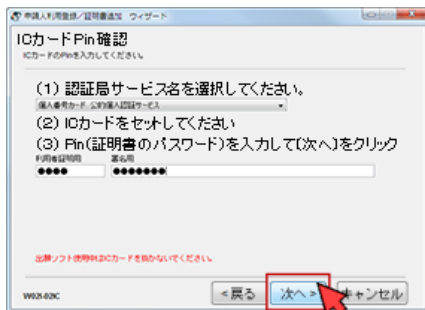 申請人利用登録/証明書追加 ウィザード
ICカードPin確認
ICカードのPinを入力してください。
(1) 認証局サービス名を選択してください。
個人番号カード 公的個人認証サービス
(2) ICカードをセットしてください
(3) Pin(証明書のパスワード)を入力して[次へ]をクリック
利用者証明用 署名用
●●●● ●●●●●●●
出願ソフト使用中はICカードを抜かないでください。
W021-02IC <戻る 次へ> キャンセル